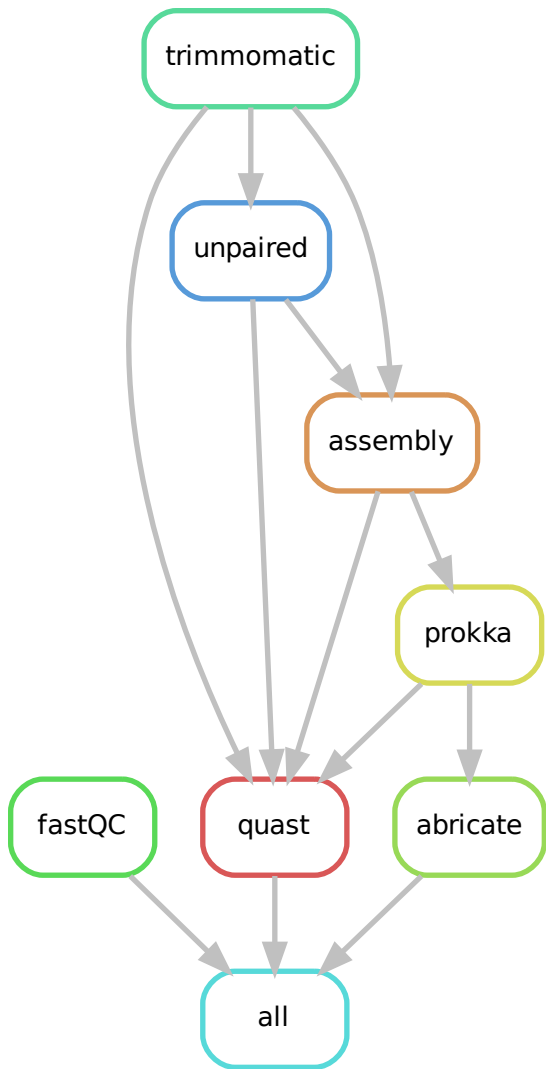 trimmomatic
unpaired
assembly
prokka
fastQC
quast
abricate
all